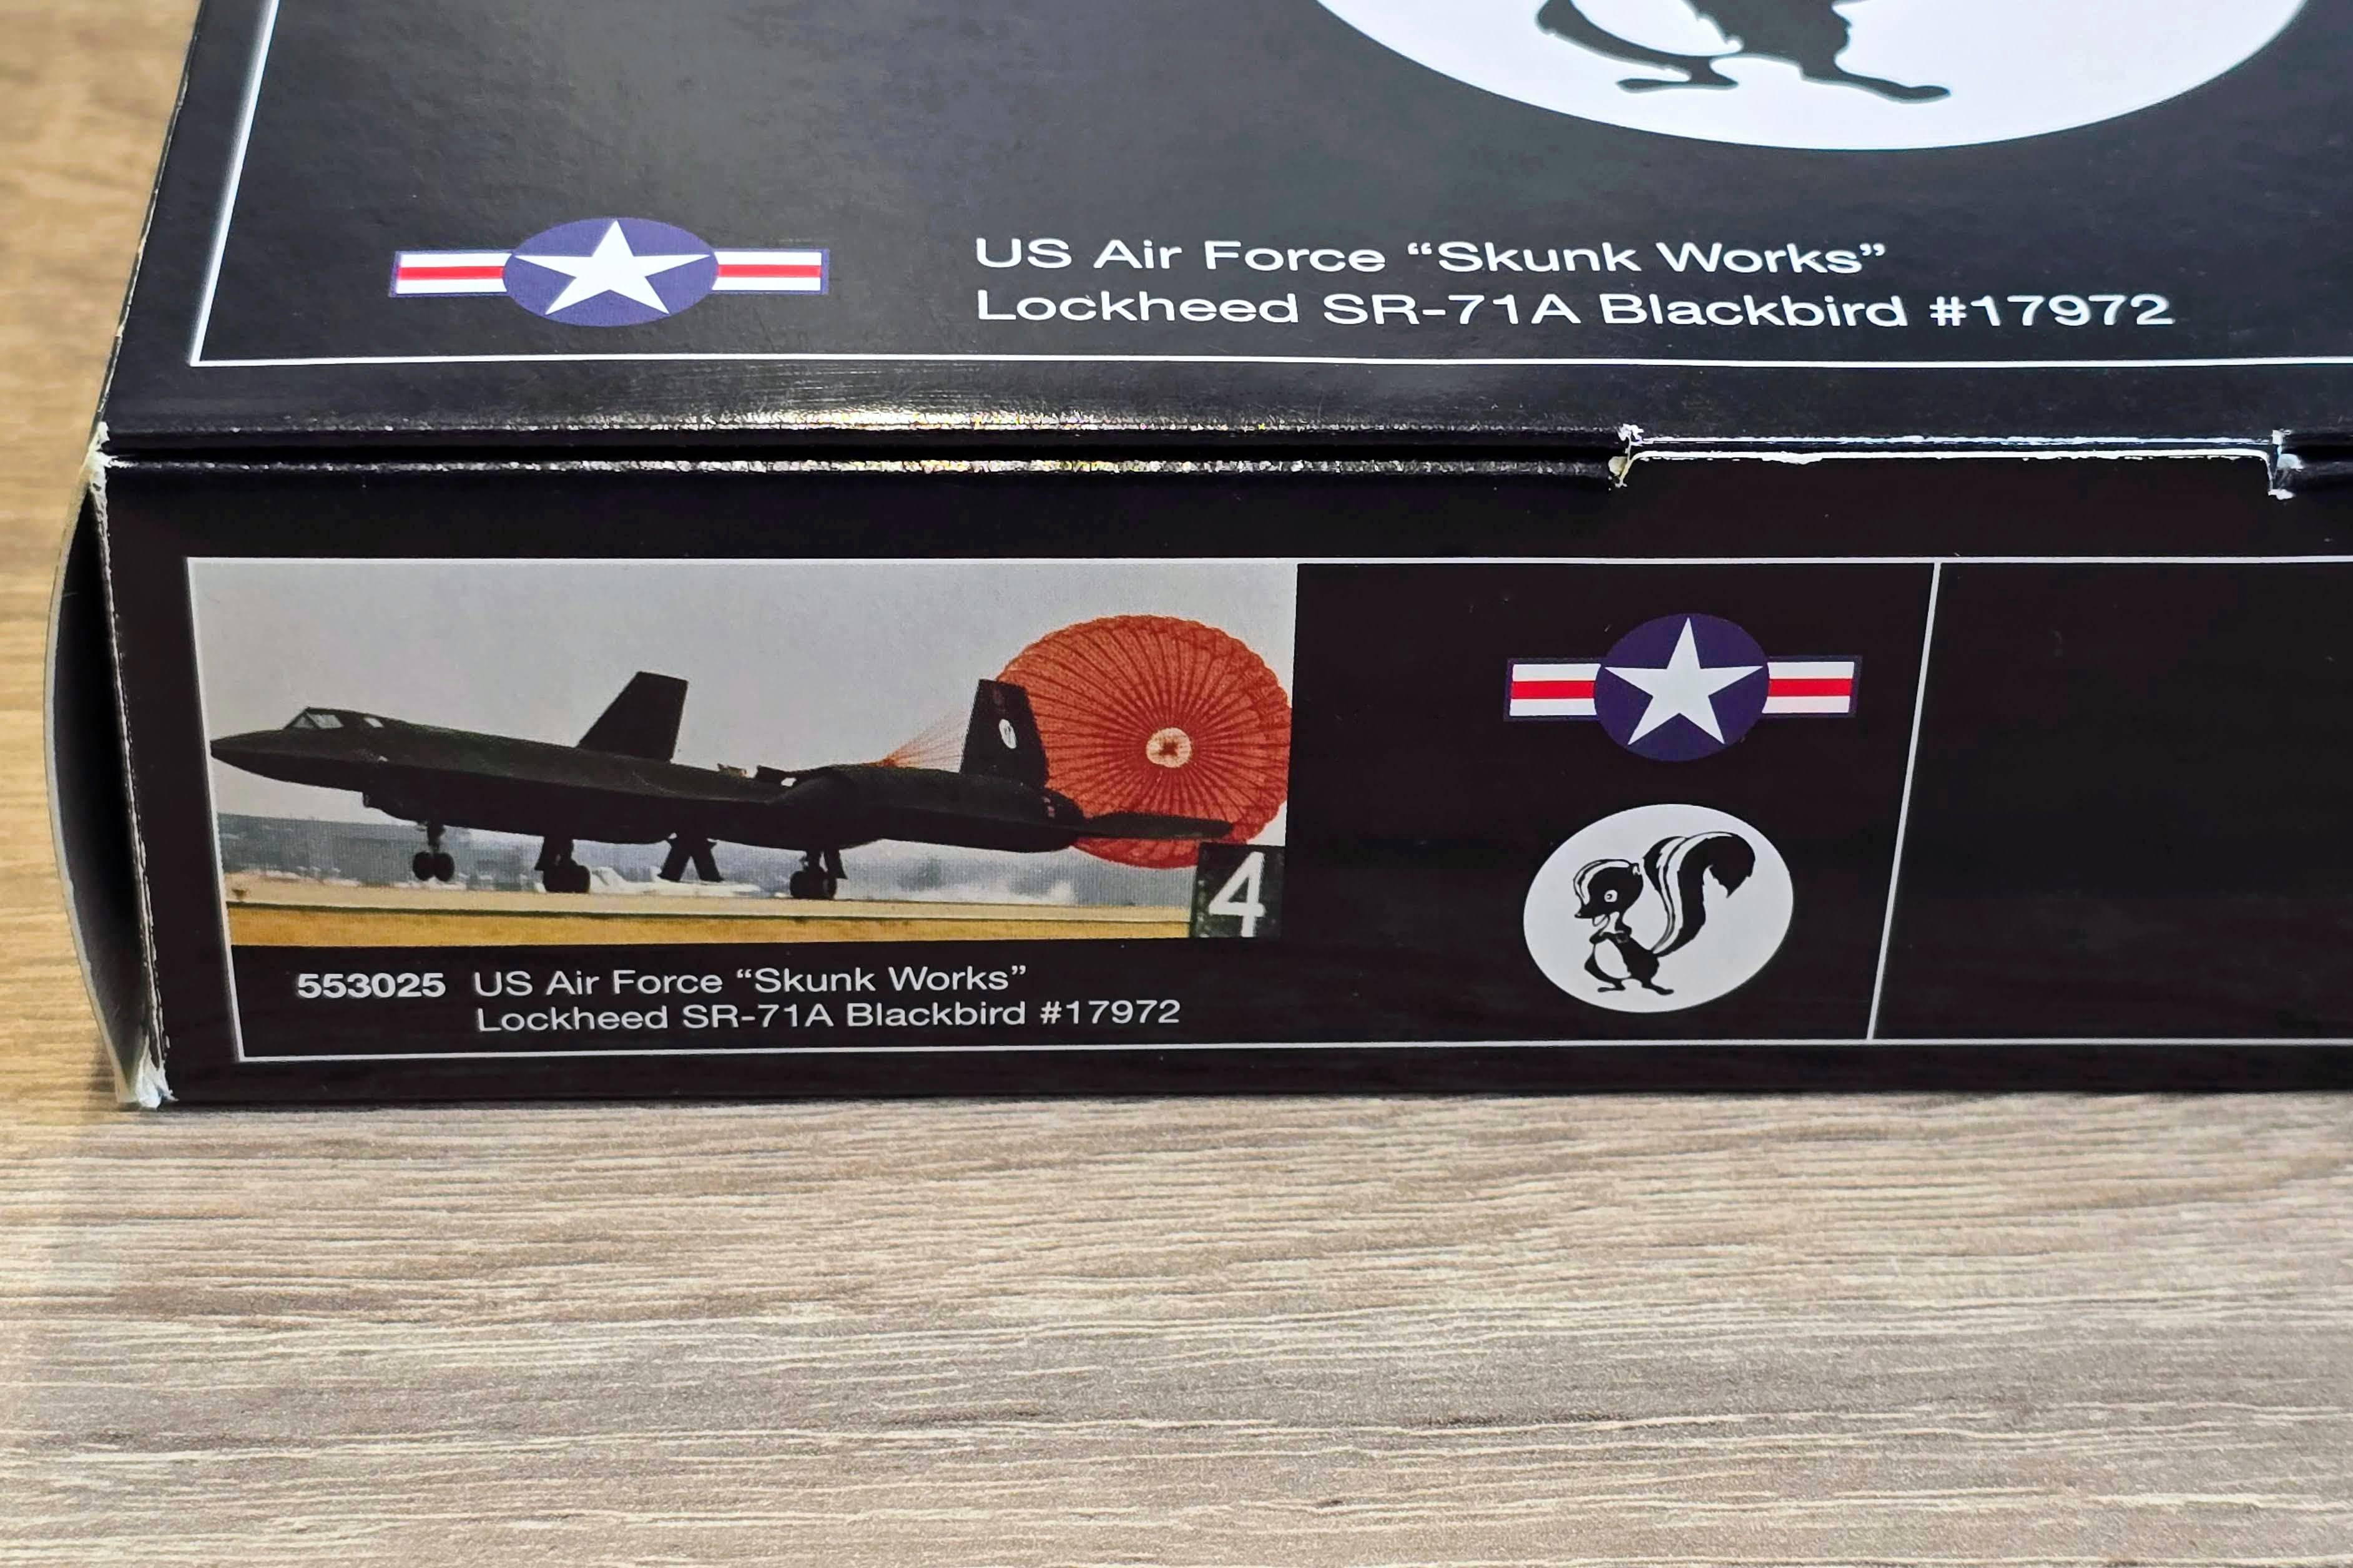 US Air Force “Skunk Works”
Lockheed SR-71A Blackbird #17972
4
553025 US Air Force “Skunk Works”
Lockheed SR-71A Blackbird #17972